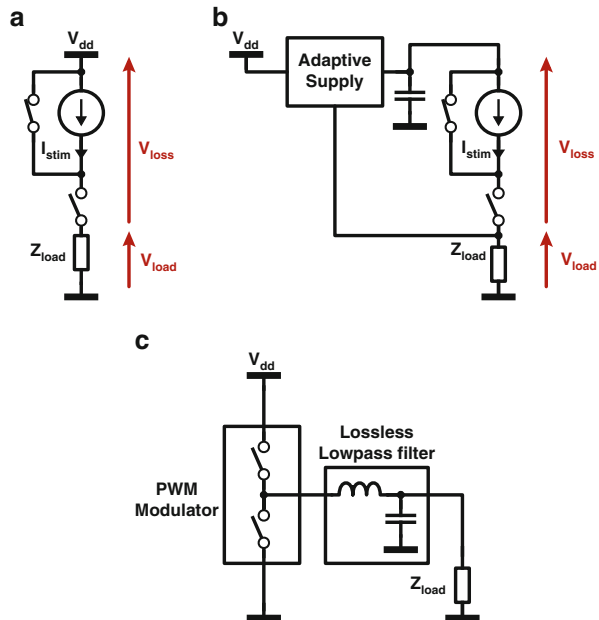 a
V_dd
I_stim
V_loss
Z_load
V_load
b
V_dd
Adaptive
Supply
I_stim
V_loss
Z_load
V_load
c
V_dd
PWM
Modulator
Lossless
Lowpass filter
Z_load